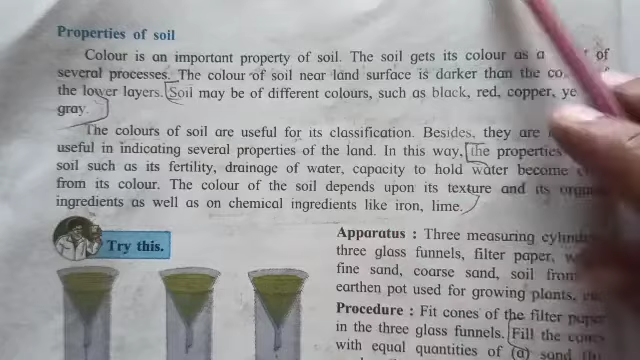 Properties of soil
Colour is an important property of soil. The soil gets its colour as a of
several processes. The colour of soil near land surface is darker than the
the lower layers. Soil may be of different colours, such as black, red, copper,
gray.
The colours of soil are useful for its classification. Besides, they are
useful in indicating several properties of the land. In this way, the properties
soil such as its fertility, drainage of water, capacity to hold water become
from its colour. The colour of the soil depends upon its texture and its
ingredients as well as on chemical ingredients like iron, lime.
Try this.
Apparatus : Three measuring
three glass funnels, filter paper,
fine sand, coarse sand, soil from
earthen pot used for growing plants,
Procedure : Fit cones of the filter paper
in the three glass funnels. Fill the cones
with equal quantities of (a) sand